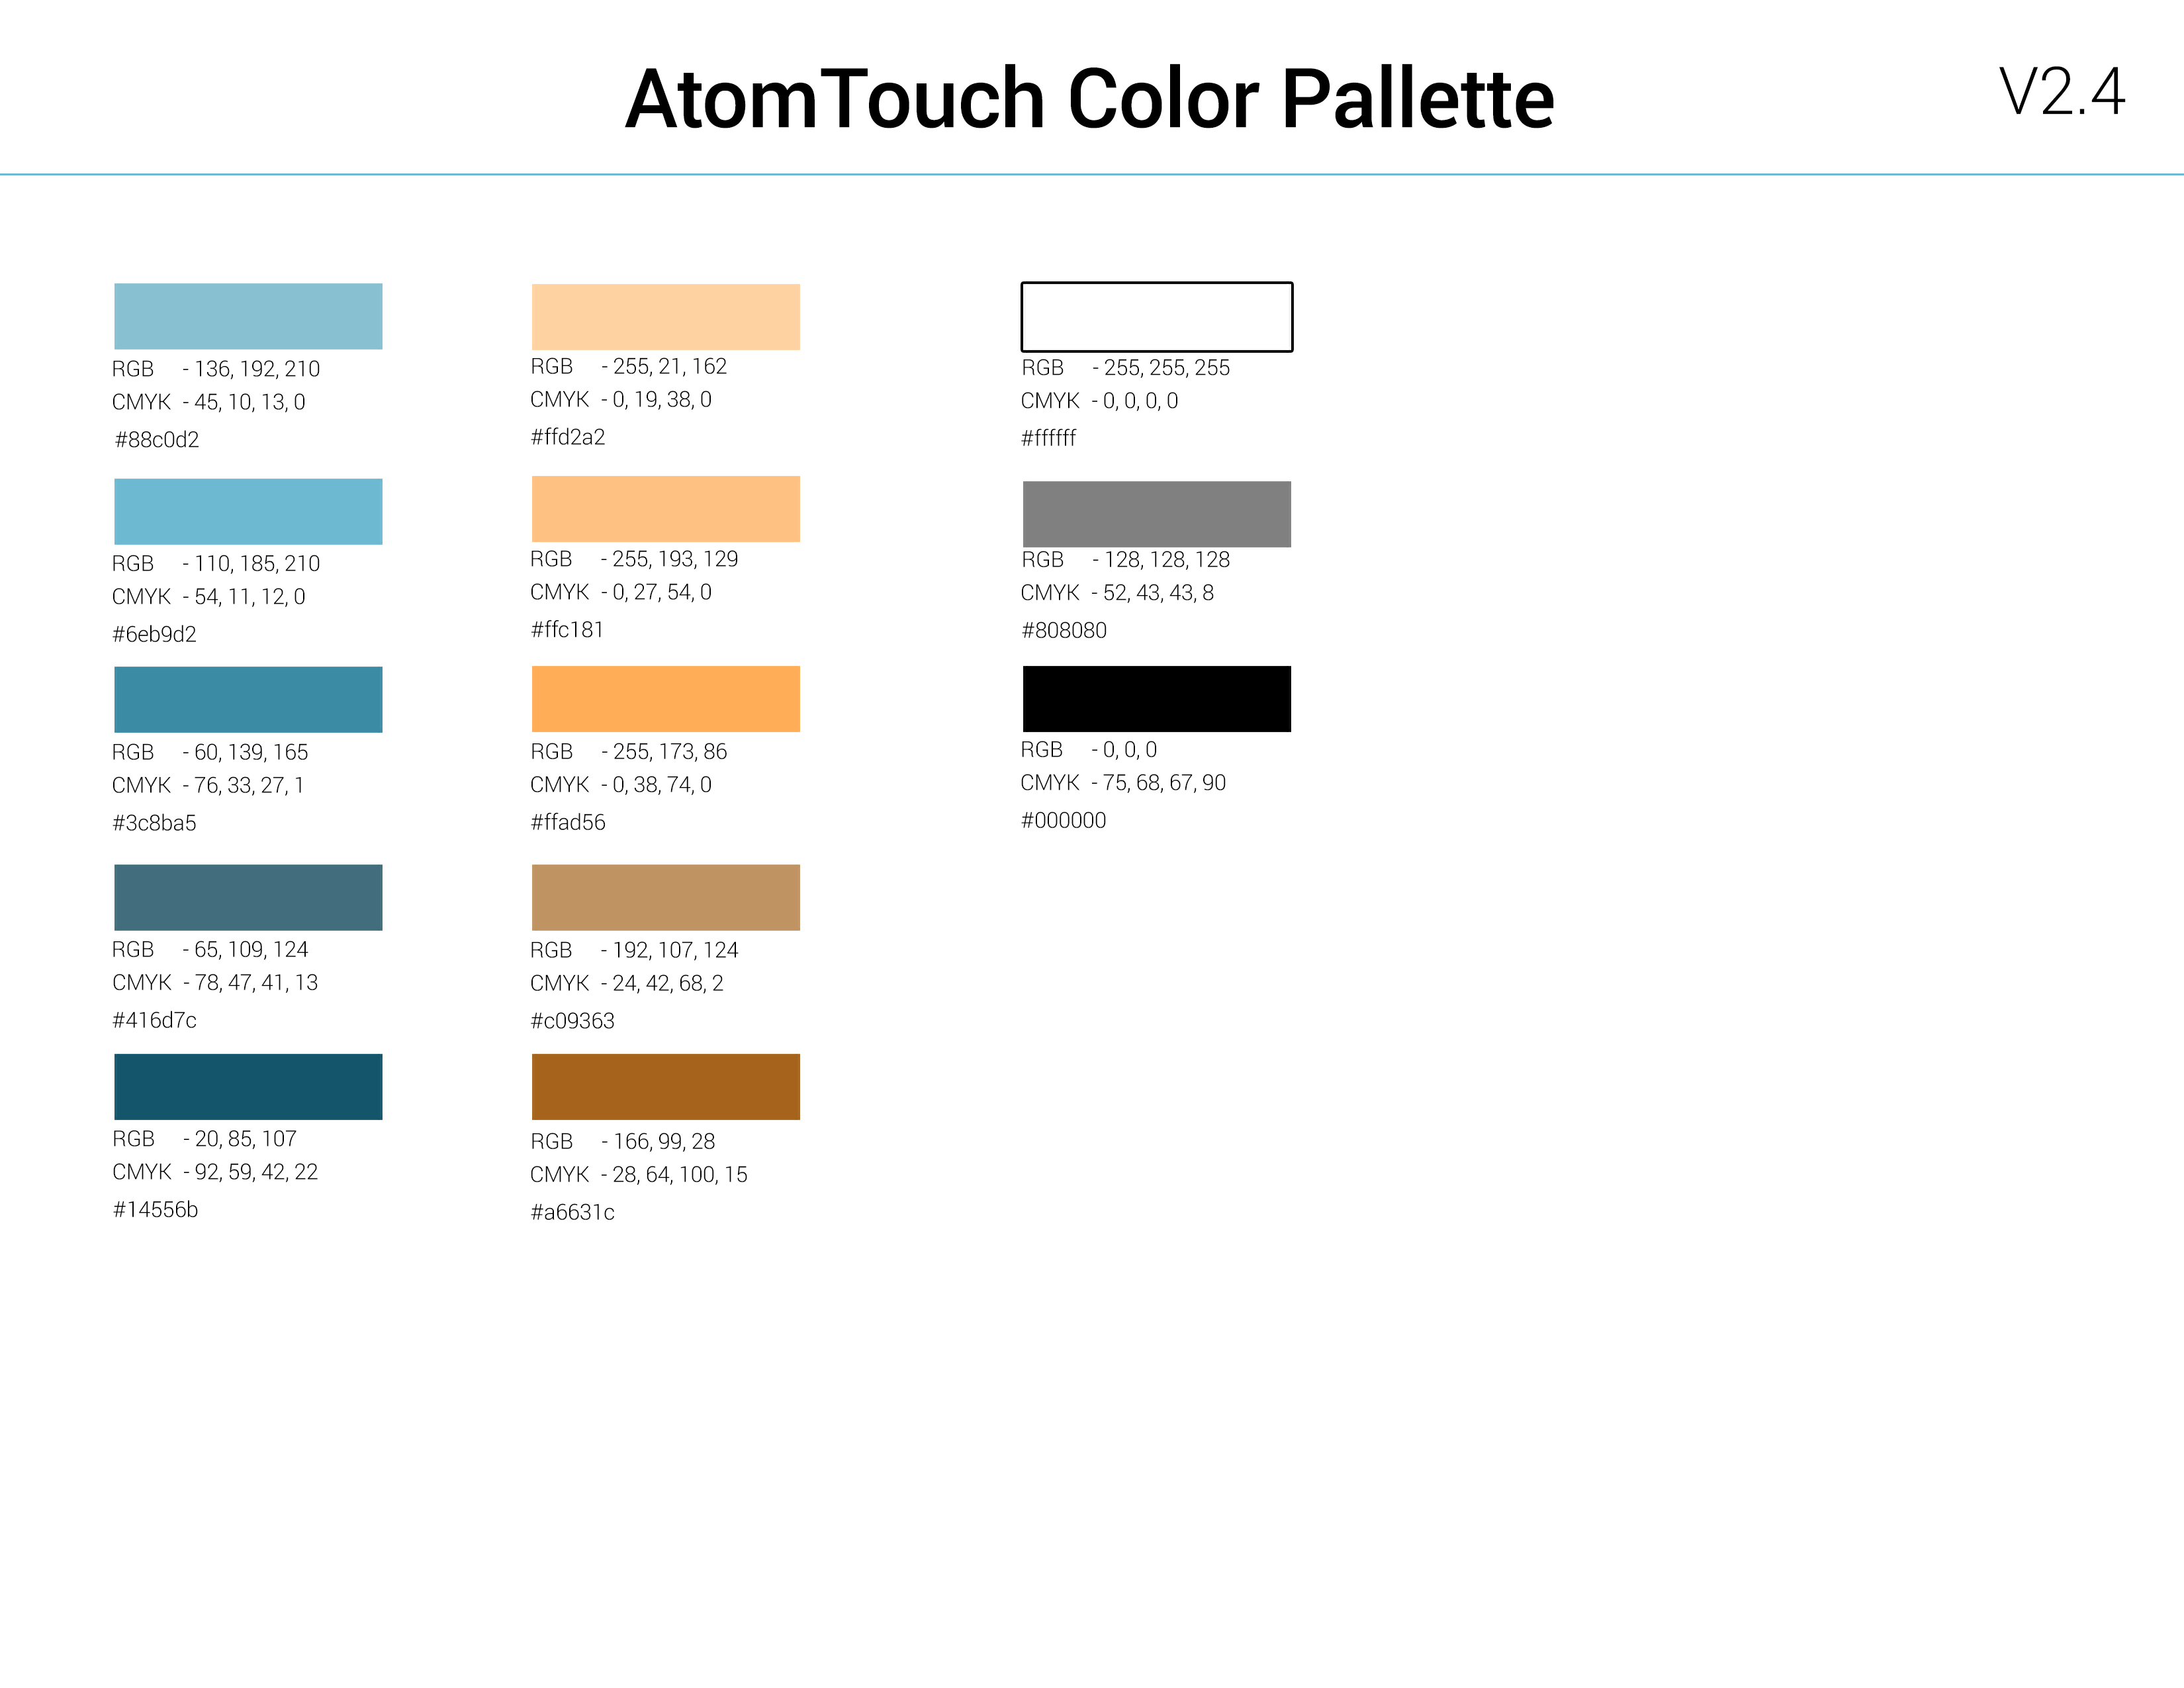 AtomTouch Color Pallette
V2.4
RGB - 136, 192, 210
CMYK - 45, 10, 13, 0
#88c0d2
RGB - 110, 185, 210
CMYK - 54, 11, 12, 0
#6eb9d2
RGB - 60, 139, 165
CMYK - 76, 33, 27, 1
#3c8ba5
RGB - 65, 109, 124
CMYK - 78, 47, 41, 13
#416d7c
RGB - 20, 85, 107
CMYK - 92, 59, 42, 22
#14556b
RGB - 255, 21, 162
CMYK - 0, 19, 38, 0
#ffd2a2
RGB - 255, 193, 129
CMYK - 0, 27, 54, 0
#ffc181
RGB - 255, 173, 86
CMYK - 0, 38, 74, 0
#ffad56
RGB - 192, 107, 124
CMYK - 24, 42, 68, 2
#c09363
RGB - 166, 99, 28
CMYK - 28, 64, 100, 15
#a6631c
RGB - 255, 255, 255
CMYK - 0, 0, 0, 0
#ffffff
RGB - 128, 128, 128
CMYK - 52, 43, 43, 8
#808080
RGB - 0, 0, 0
CMYK - 75, 68, 67, 90
#000000